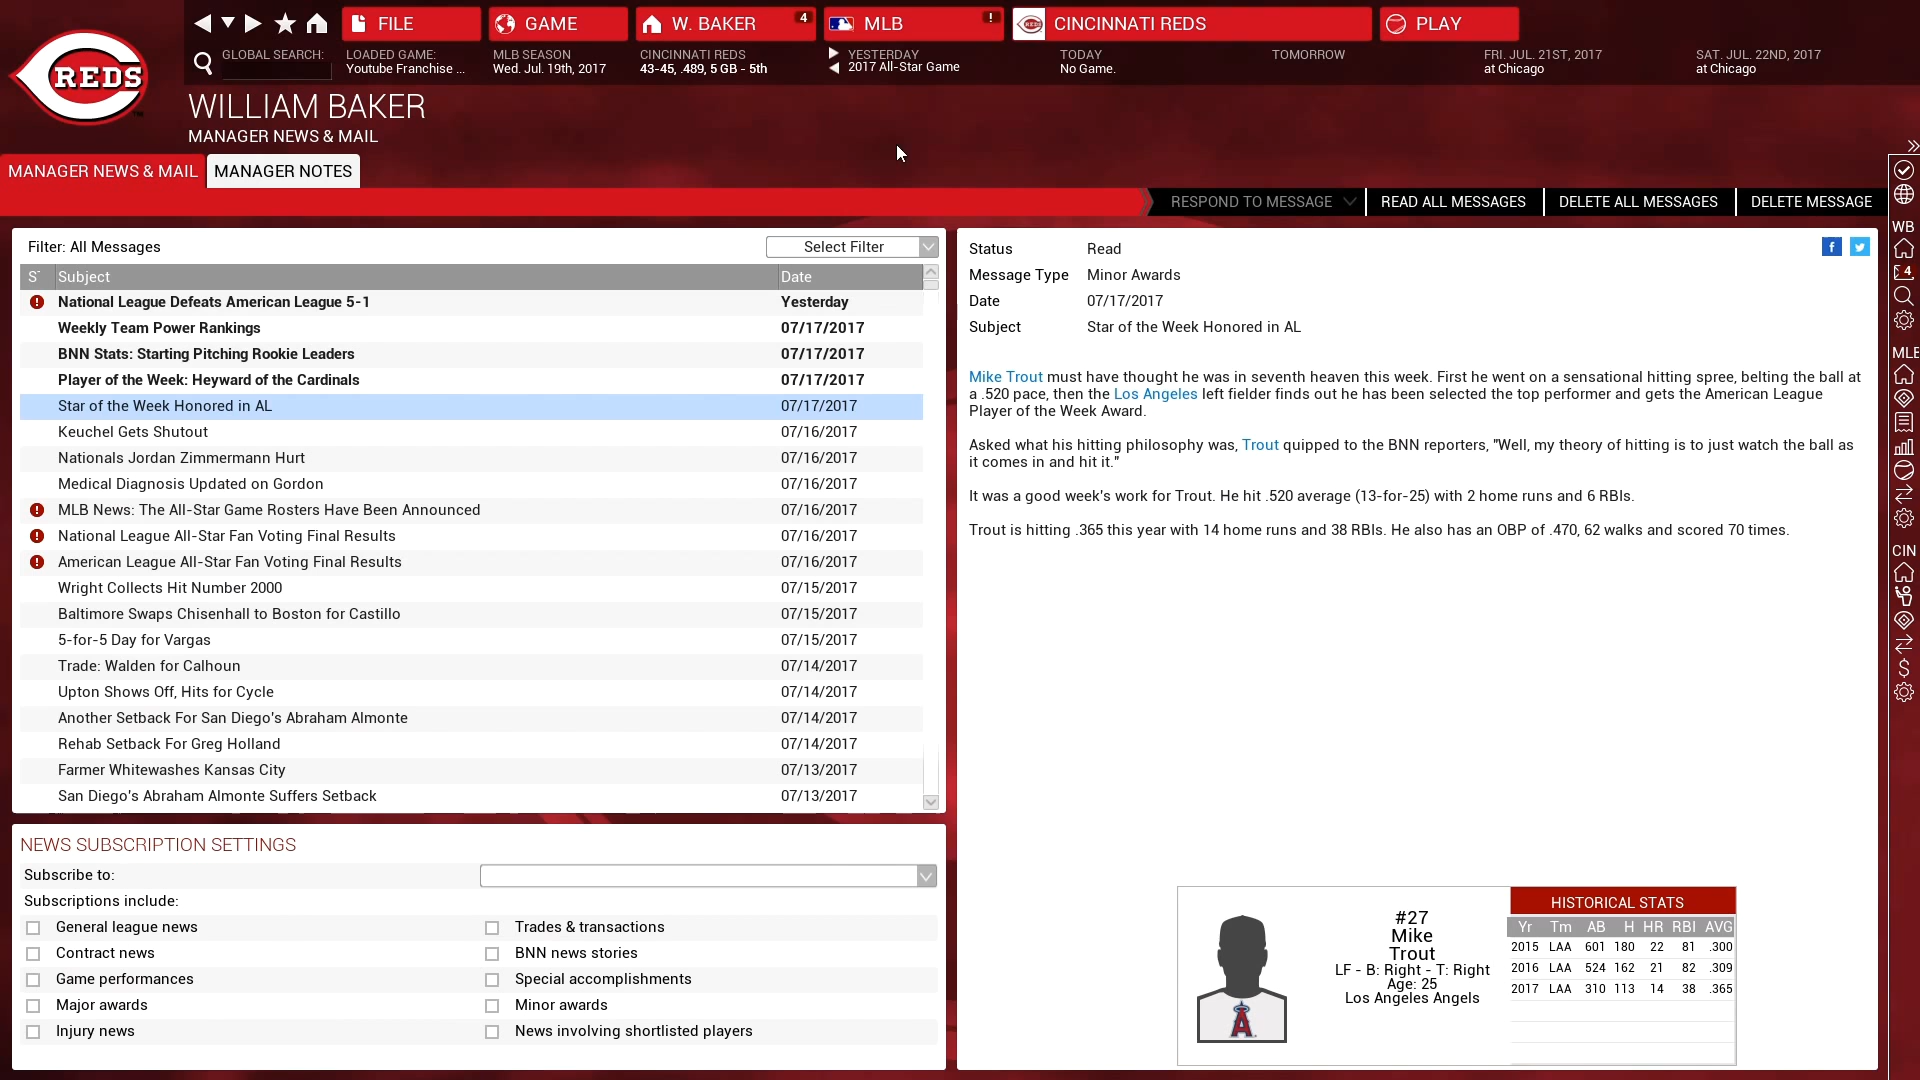 FILE
GAME
W. BAKER
4
MLB
!
REDS
CINCINNATI REDS
PLAY
GLOBAL SEARCH:
LOADED GAME:
Youtube Franchise ...
MLB SEASON
Wed. Jul. 19th, 2017
CINCINNATI REDS
43-45, .489, 5 GB - 5th
YESTERDAY
2017 All-Star Game
TODAY
No Game.
TOMORROW
FRI. JUL. 21ST, 2017
at Chicago
SAT. JUL. 22ND, 2017
at Chicago
REDS
WILLIAM BAKER
MANAGER NEWS & MAIL
MANAGER NEWS & MAIL
MANAGER NOTES
RESPOND TO MESSAGE
READ ALL MESSAGES
DELETE ALL MESSAGES
DELETE MESSAGE
Filter: All Messages
Select Filter
Subject
Date
National League Defeats American League 5-1 Yesterday
Weekly Team Power Rankings 07/17/2017
BNN Stats: Starting Pitching Rookie Leaders 07/17/2017
Player of the Week: Heyward of the Cardinals 07/17/2017
Star of the Week Honored in AL 07/17/2017
Keuchel Gets Shutout 07/16/2017
Nationals Jordan Zimmermann Hurt 07/16/2017
Medical Diagnosis Updated on Gordon 07/16/2017
MLB News: The All-Star Game Rosters Have Been Announced 07/16/2017
National League All-Star Fan Voting Final Results 07/16/2017
American League All-Star Fan Voting Final Results 07/16/2017
Wright Collects Hit Number 2000 07/15/2017
Baltimore Swaps Chisenhall to Boston for Castillo 07/15/2017
5-for-5 Day for Vargas 07/15/2017
Trade: Walden for Calhoun 07/14/2017
Upton Shows Off, Hits for Cycle 07/14/2017
Another Setback For San Diego's Abraham Almonte 07/14/2017
Rehab Setback For Greg Holland 07/14/2017
Farmer Whitewashes Kansas City 07/13/2017
San Diego's Abraham Almonte Suffers Setback 07/13/2017
NEWS SUBSCRIPTION SETTINGS
Subscribe to:
Subscriptions include:
General league news
Trades & transactions
Contract news
BNN news stories
Game performances
Special accomplishments
Major awards
Minor awards
Injury news
News involving shortlisted players
Status Read
Message Type Minor Awards
Date 07/17/2017
Subject Star of the Week Honored in AL
Mike Trout must have thought he was in seventh heaven this week. First he went on a sensational hitting spree, belting the ball at
a .520 pace, then the Los Angeles left fielder finds out he has been selected the top performer and gets the American League
Player of the Week Award.
Asked what his hitting philosophy was, Trout quipped to the BNN reporters, "Well, my theory of hitting is to just watch the ball as
it comes in and hit it."
It was a good week's work for Trout. He hit .520 average (13-for-25) with 2 home runs and 6 RBIs.
Trout is hitting .365 this year with 14 home runs and 38 RBIs. He also has an OBP of .470, 62 walks and scored 70 times.
#27
Mike
Trout
LF - B: Right - T: Right
Age: 25
Los Angeles Angels
HISTORICAL STATS
Yr Tm AB H HR RBI AVG
2015 LAA 601 180 22 81 .300
2016 LAA 524 162 21 82 .309
2017 LAA 310 113 14 38 .365
WB
4
MLB
CIN